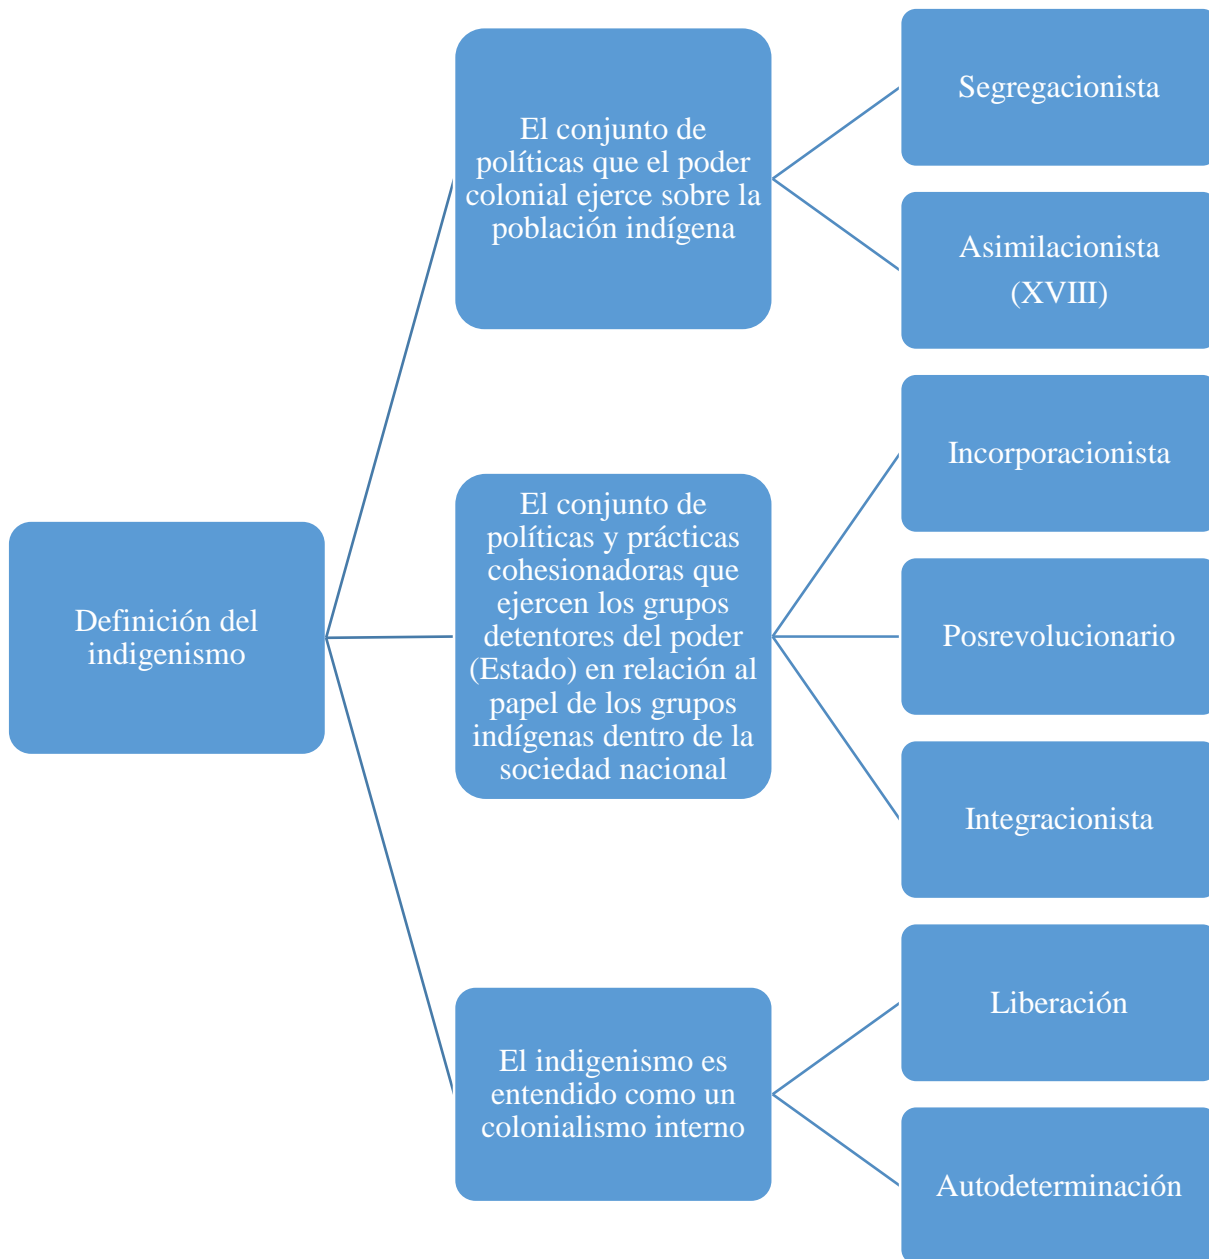 Definición del
indigenismo
El conjunto de
políticas que el poder
colonial ejerce sobre la
población indígena
Segregacionista
Asimilacionista
(XVIII)
El conjunto de
políticas y prácticas
cohesionadoras que
ejercen los grupos
detentores del poder
(Estado) en relación al
papel de los grupos
indígenas dentro de la
sociedad nacional
Incorporacionista
Posrevolucionario
Integracionista
El indigenismo es
entendido como un
colonialismo interno
Liberación
Autodeterminación